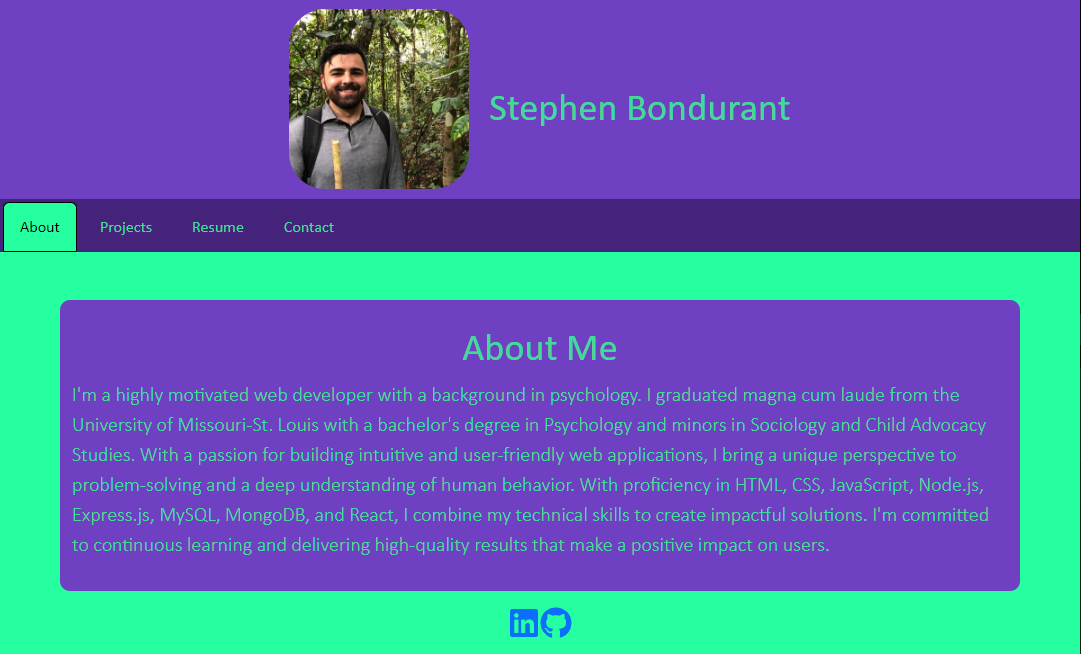 Stephen Bondurant
About Projects Resume Contact
About Me
I'm a highly motivated web developer with a background in psychology. I graduated magna cum laude from the
University of Missouri-St. Louis with a bachelor's degree in Psychology and minors in Sociology and Child Advocacy
Studies. With a passion for building intuitive and user-friendly web applications, I bring a unique perspective to
problem-solving and a deep understanding of human behavior. With proficiency in HTML, CSS, JavaScript, Node.js,
Express.js, MySQL, MongoDB, and React, I combine my technical skills to create impactful solutions. I'm committed
to continuous learning and delivering high-quality results that make a positive impact on users.
in